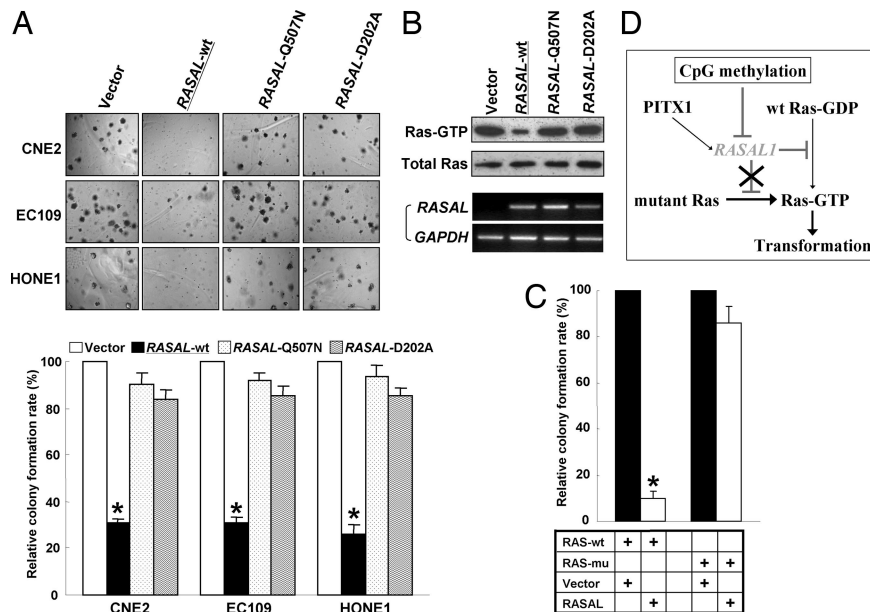 A
Vector
RASAL-wt
RASAL-Q507N
RASAL-D202A
CNE2
EC109
HONE1
Vector RASAL-wt RASAL-Q507N RASAL-D202A
Relative colony formation rate (%)
100
80
60
40
20
0
*
*
*
CNE2 EC109 HONE1
B
Vector
RASAL-wt
RASAL-Q507N
RASAL-D202A
Ras-GTP
Total Ras
RASAL
GAPDH
D
CpG methylation
PITX1 wt Ras-GDP
RASAL1
mutant Ras Ras-GTP
Transformation
C
Relative colony formation rate (%)
100
80
60
40
20
0
*
RAS-wt + +
RAS-mu + +
Vector + +
RASAL + +